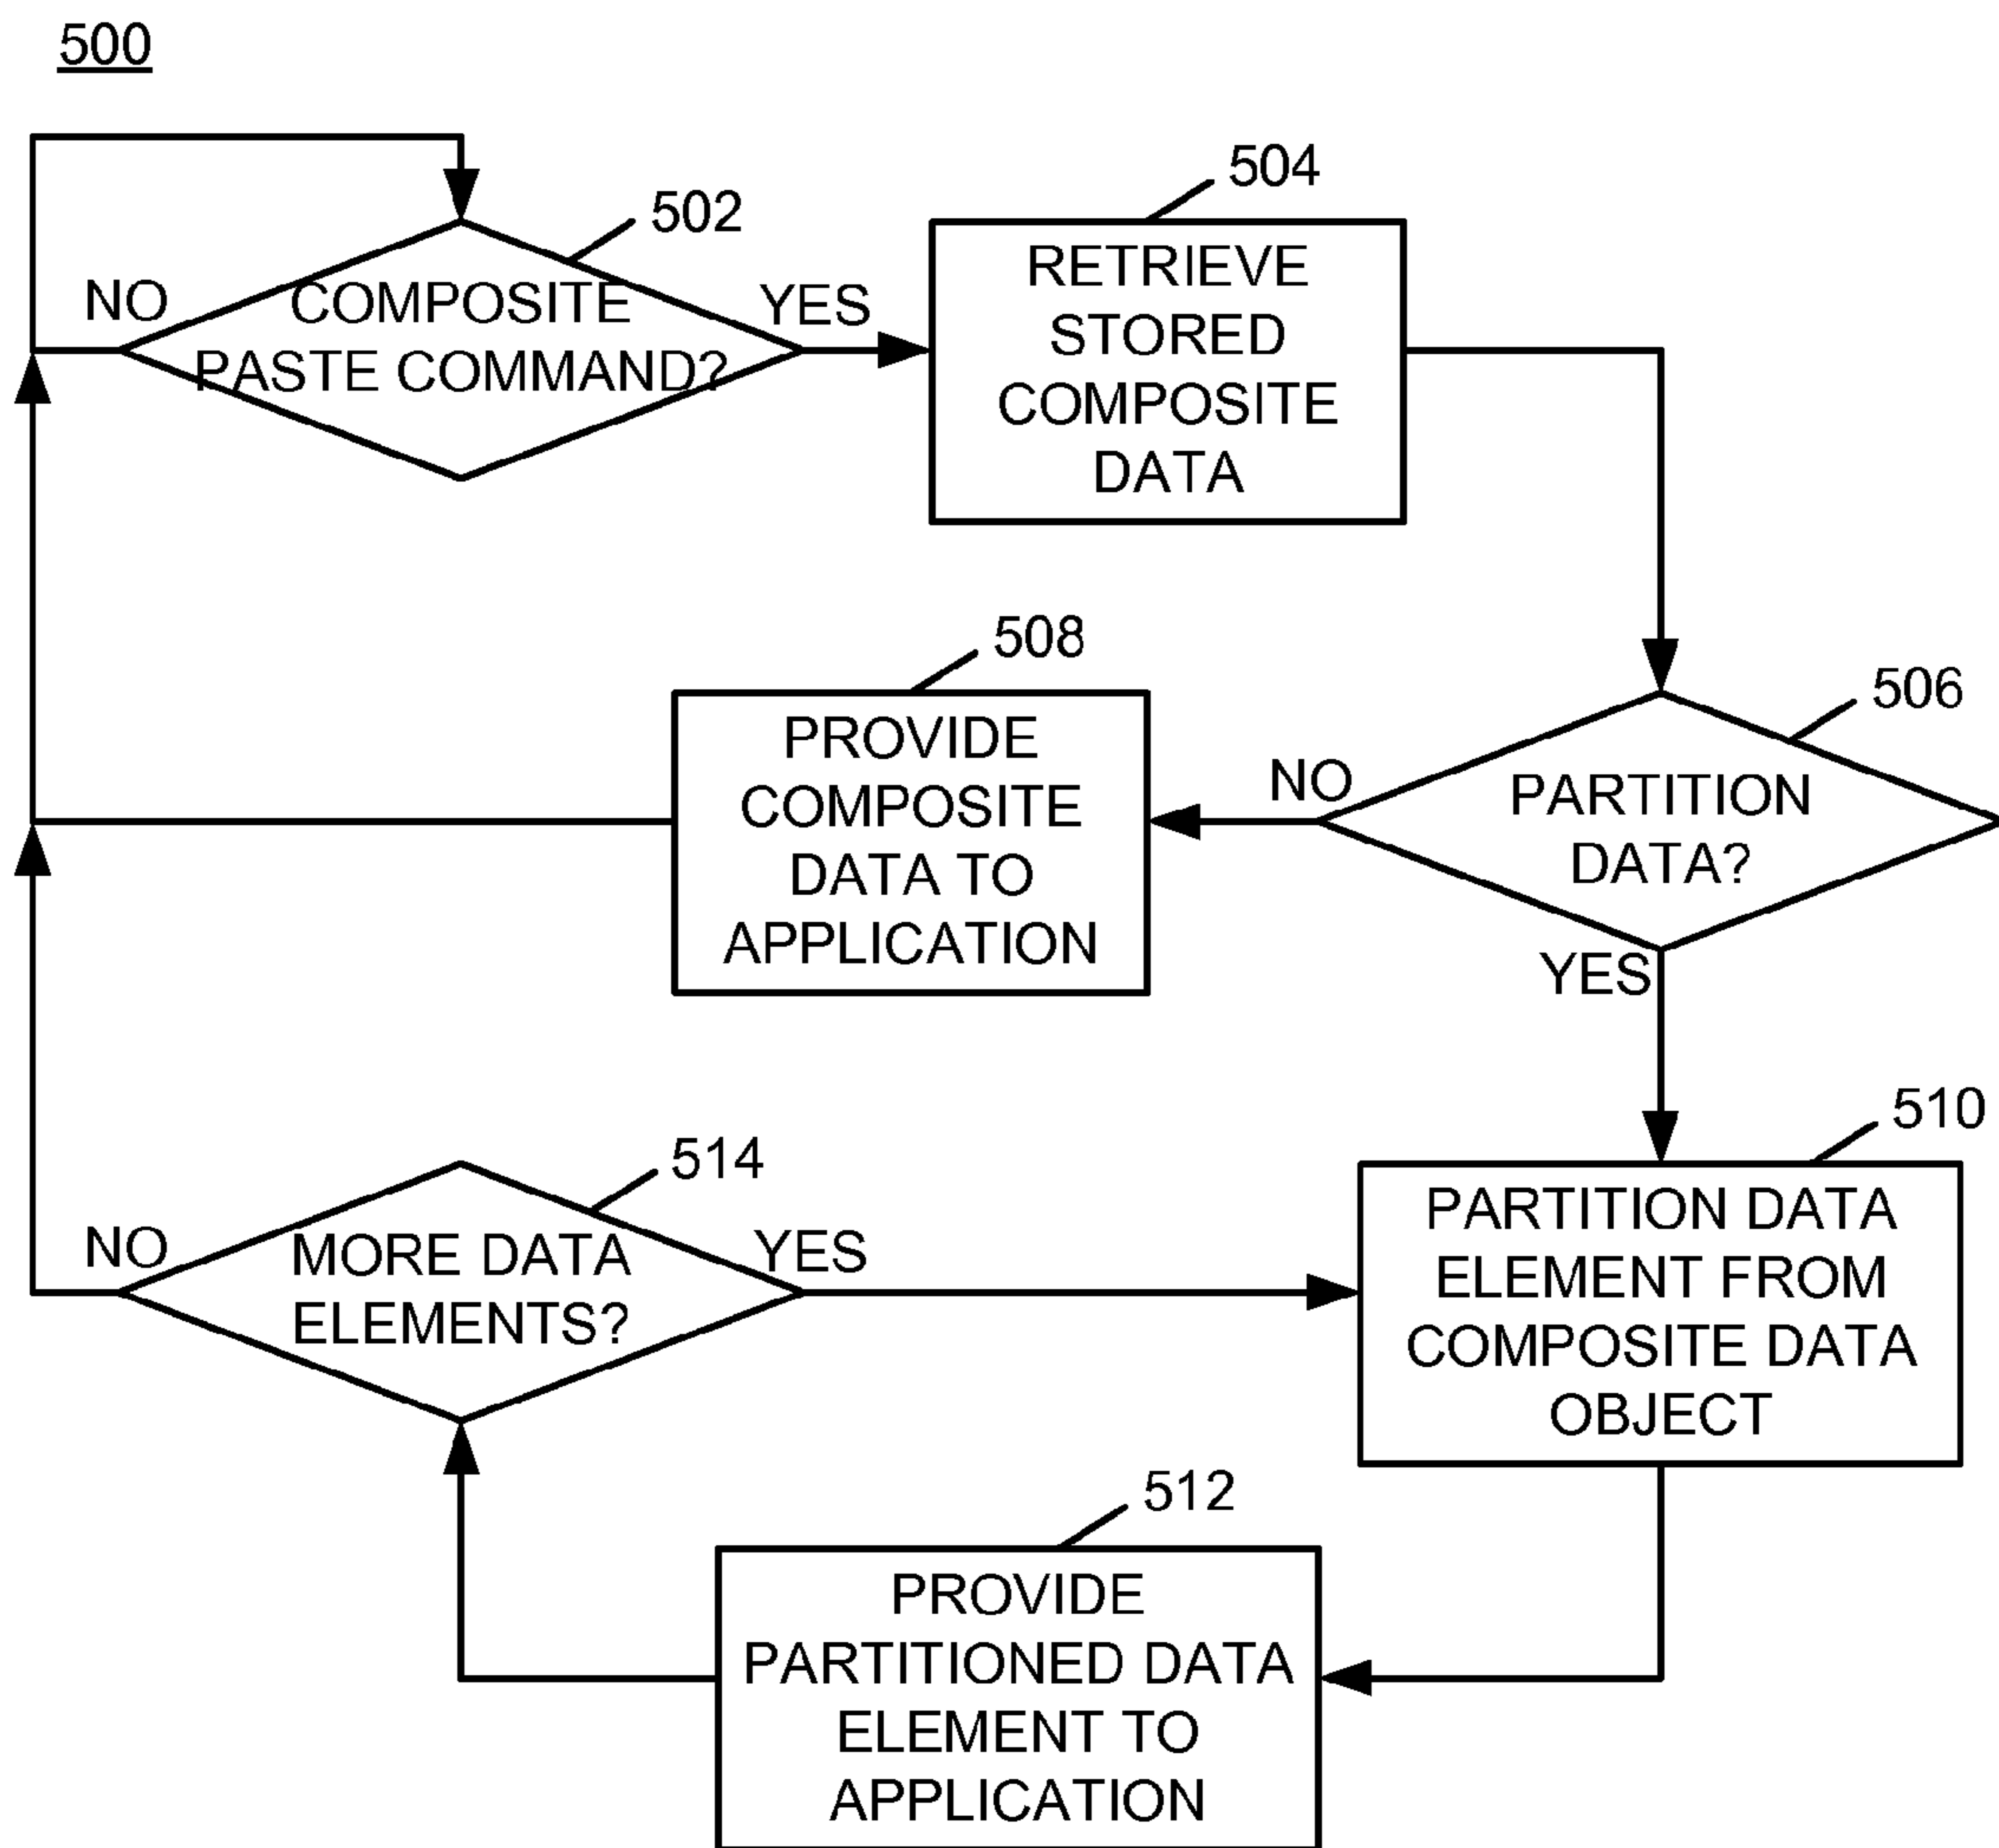 500
502
NO
COMPOSITE
PASTE COMMAND?
YES
504
RETRIEVE
STORED
COMPOSITE
DATA
506
PARTITION
DATA?
NO
YES
508
PROVIDE
COMPOSITE
DATA TO
APPLICATION
510
PARTITION DATA
ELEMENT FROM
COMPOSITE DATA
OBJECT
512
PROVIDE
PARTITIONED DATA
ELEMENT TO
APPLICATION
514
NO
MORE DATA
ELEMENTS?
YES